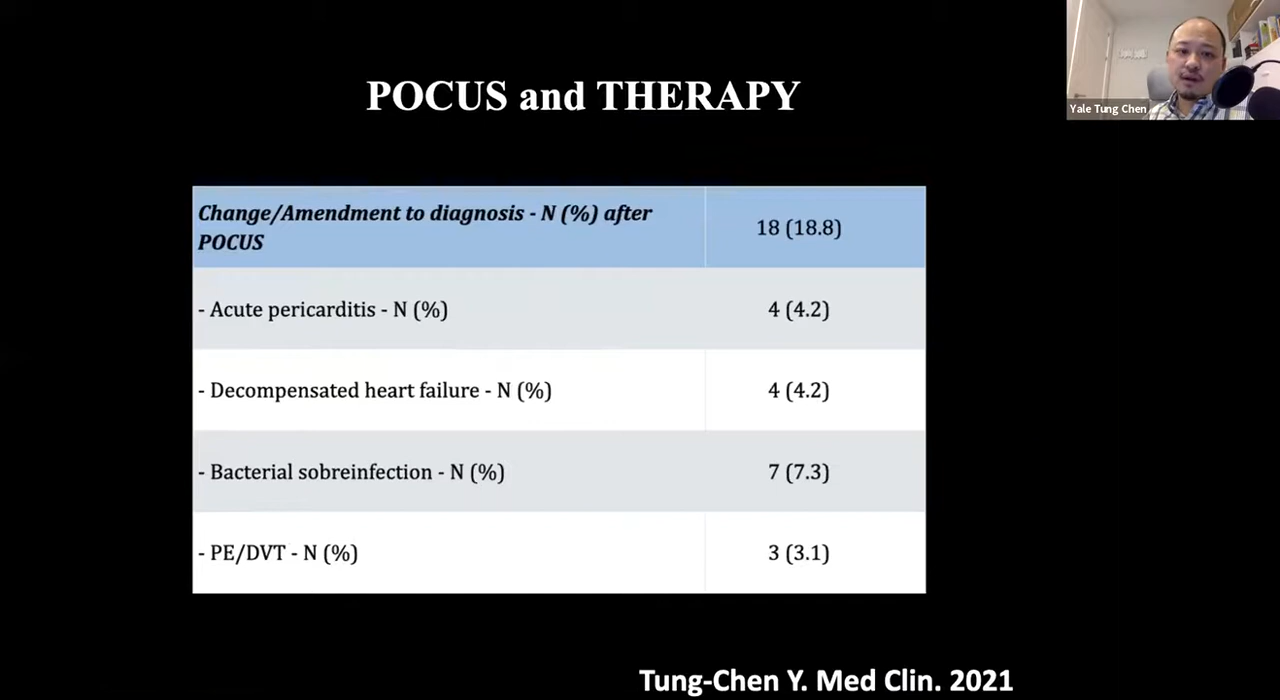 POCUS and THERAPY
Yale Tung Chen
Change/Amendment to diagnosis - N (%) after
POCUS
18 (18.8)
- Acute pericarditis - N (%)
4 (4.2)
- Decompensated heart failure - N (%)
4 (4.2)
- Bacterial sobreinfection - N (%)
7 (7.3)
- PE/DVT - N (%)
3 (3.1)
Tung-Chen Y. Med Clin. 2021